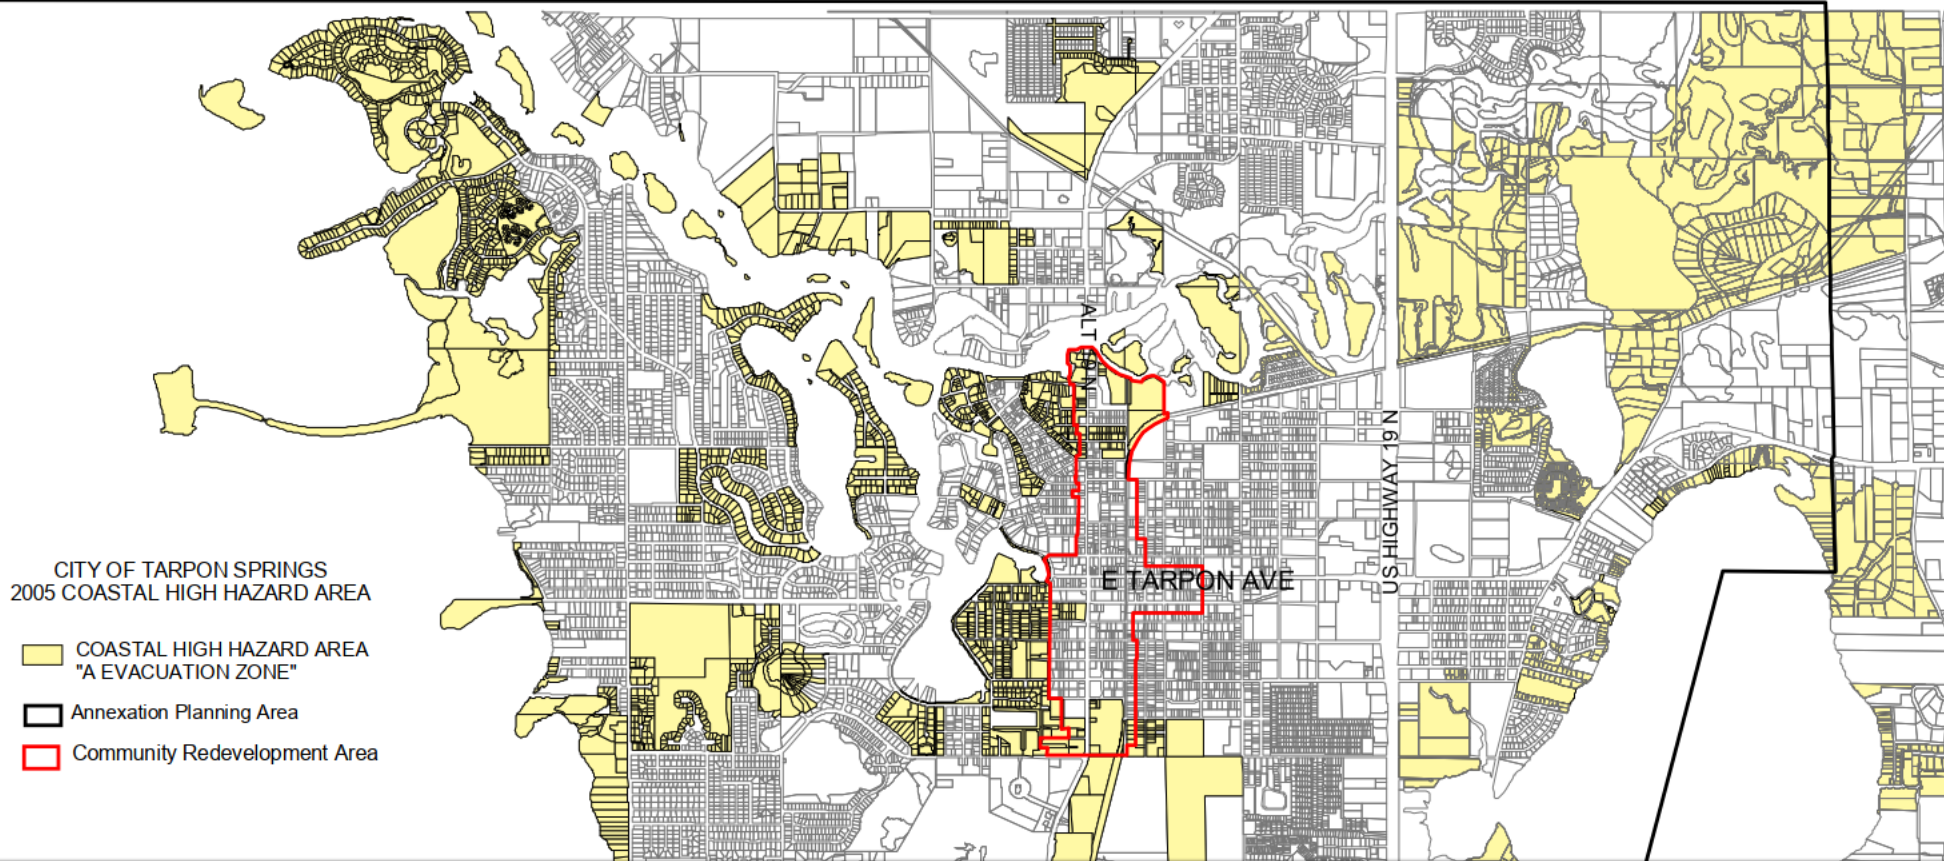 CITY OF TARPON SPRINGS
2005 COASTAL HIGH HAZARD AREA
COASTAL HIGH HAZARD AREA
"A EVACUATION ZONE"
Annexation Planning Area
Community Redevelopment Area
ALT 19 N
E TARPON AVE
US HIGHWAY 19 N